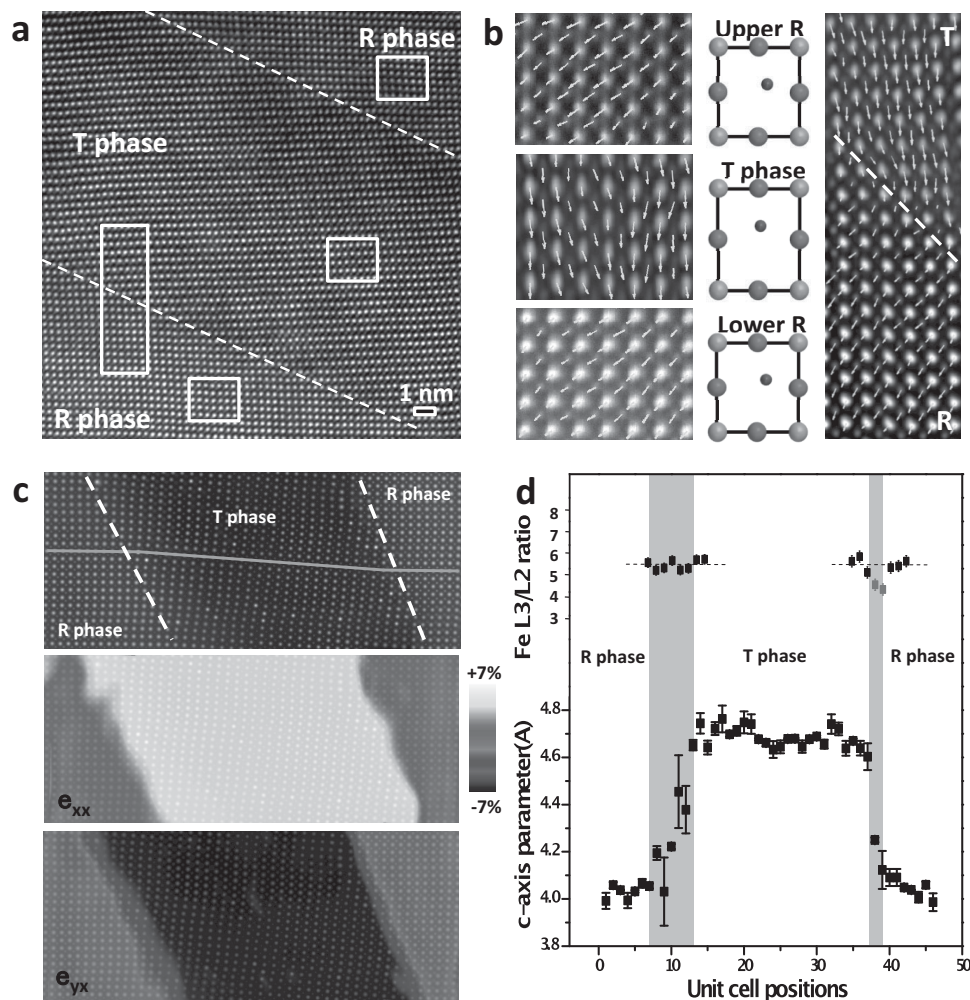 a
R phase
T phase
R phase
1 nm
b
Upper R
T phase
Lower R
T
R
c
R phase
T phase
R phase
+7%
-7%
exx
eyx
d
Fe L3/L2 ratio
8
7
6
5
4
3
R phase
T phase
R phase
c-axis parameter(A)
4.8
4.6
4.4
4.2
4.0
3.8
0 10 20 30 40 50
Unit cell positions